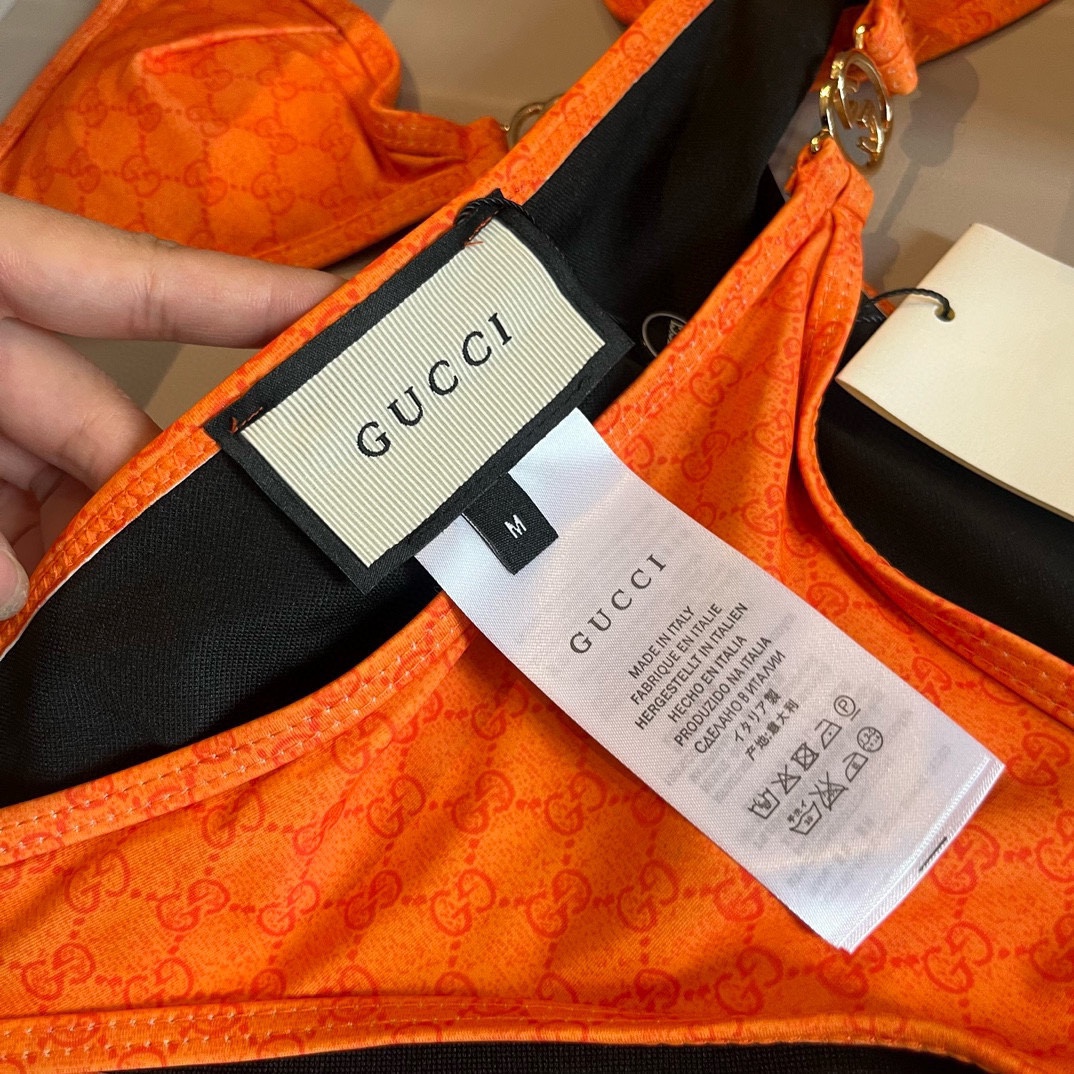 GUCCI
M
GUCCI
MADE IN ITALY
FABRIQUE EN ITALIE
HERGESTELLT IN ITALIEN
HECHO EN ITALIA
PRODUZIDO NA ITALIA
СДЕЛАНО В ИТАЛИИ
イタリア製
产地:意大利
P